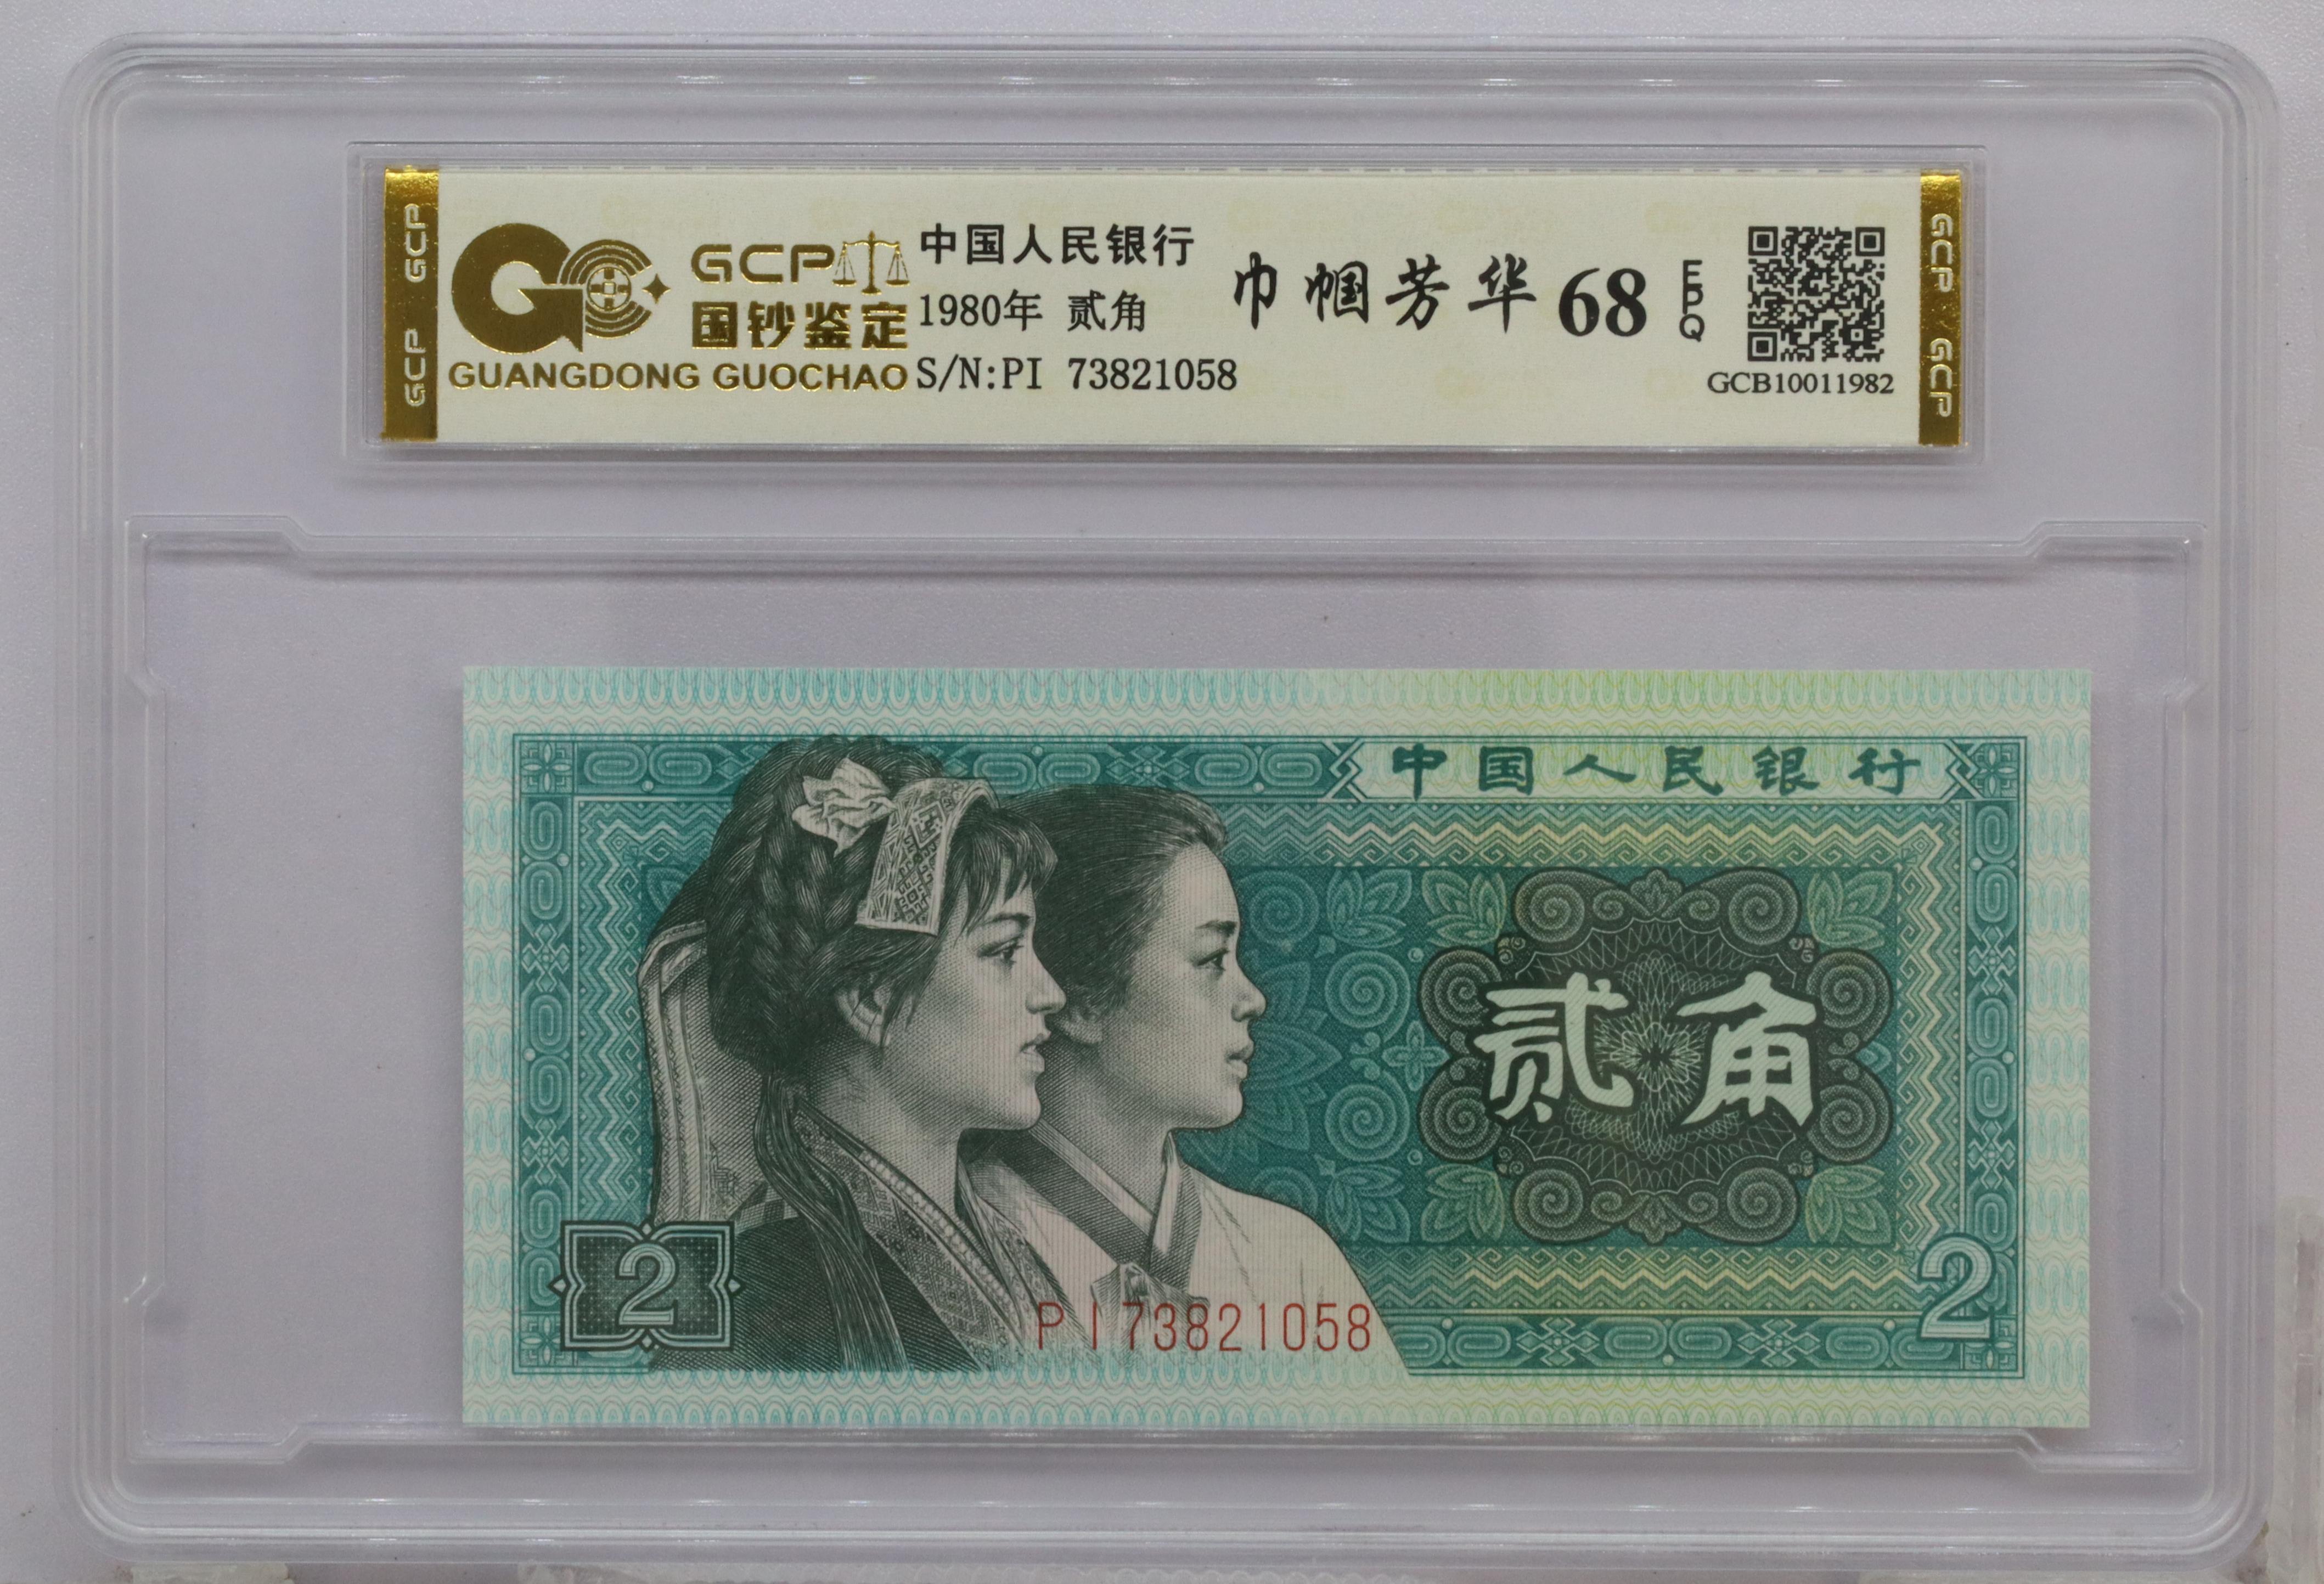 GCP GCP
GCP
国钞鉴定
GUANGDONG GUOCHAO
中国人民银行
1980年 贰角
S/N:PI 73821058
巾帼芳华 68 EPQ
GCB10011982
GCP GCP
中国人民银行
贰角
2
2
PI73821058